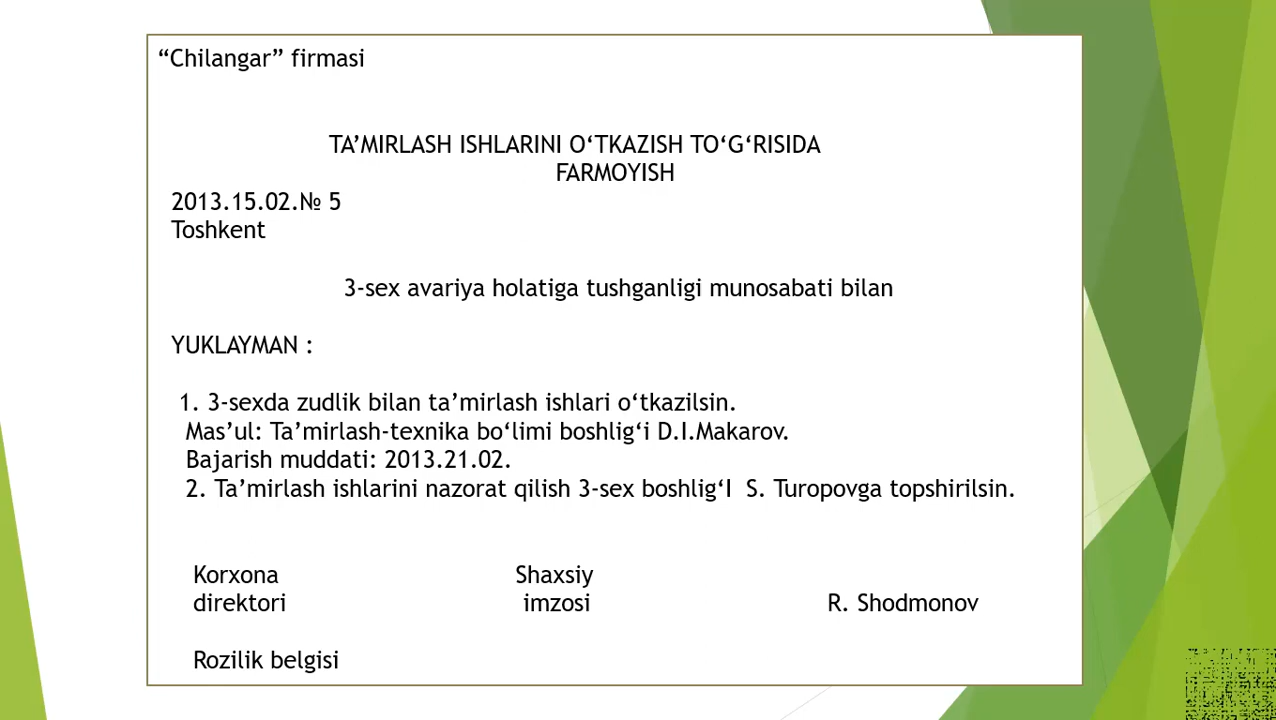 “Chilangar” firmasi
TA’MIRLASH ISHLARINI O‘TKAZISH TO‘G‘RISIDA
FARMOYISH
2013.15.02.№ 5
Toshkent
3-sex avariya holatiga tushganligi munosabati bilan
YUKLAYMAN :
1. 3-sexda zudlik bilan ta’mirlash ishlari o‘tkazilsin.
Mas’ul: Ta’mirlash-texnika bo‘limi boshlig‘i D.I.Makarov.
Bajarish muddati: 2013.21.02.
2. Ta’mirlash ishlarini nazorat qilish 3-sex boshlig‘I S. Turopovga topshirilsin.
Korxona Shaxsiy
direktori imzosi R. Shodmonov
Rozilik belgisi